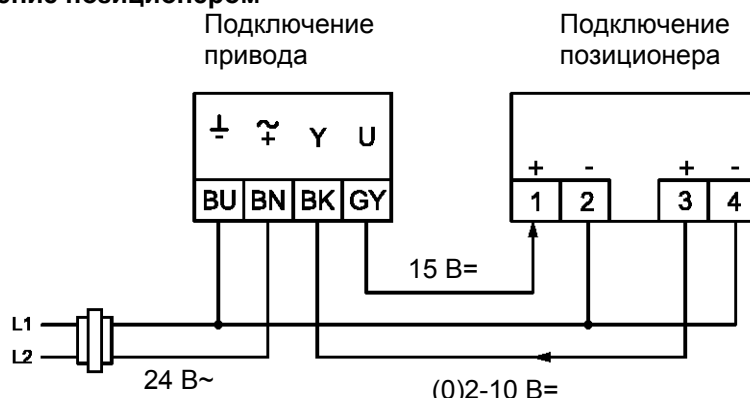 ение позиционером
Подключение привода
Подключение позиционера
⏚ ≂ Y U
- +
BU BN BK GY
+ - + -
1 2 3 4
15 В=
L1
L2
24 В~
(0)2-10 В=